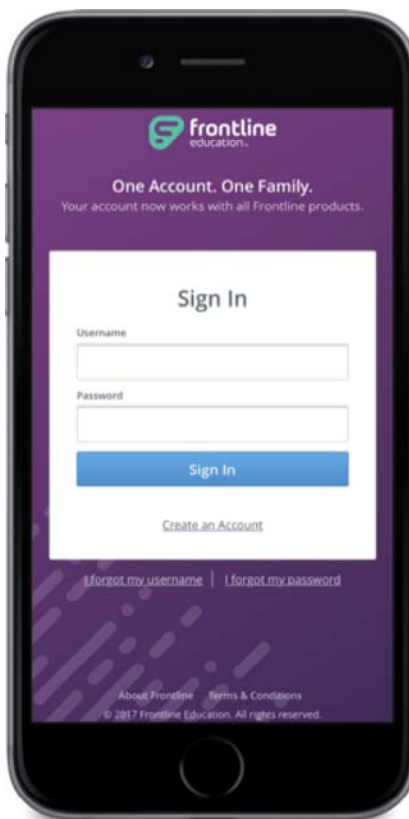 frontline
education™
One Account. One Family.
Your account now works with all Frontline products.
Sign In
Username
Password
Sign In
Create an Account
I forgot my username | I forgot my password
About Frontline Terms & Conditions
© 2017 Frontline Education. All rights reserved.